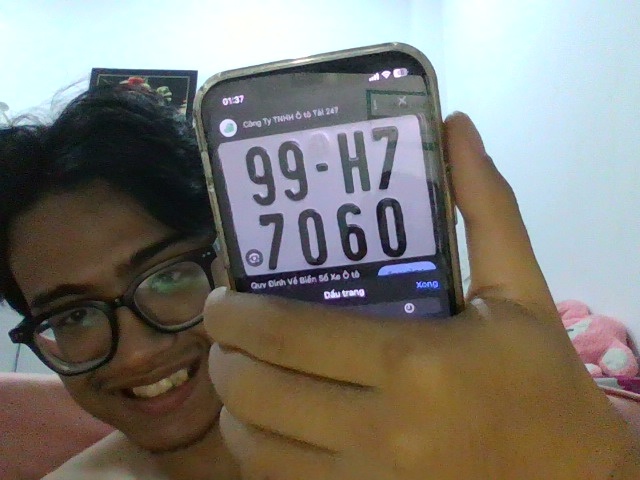 01:37
Công Ty TNHH Ô tô Tải 247
99-H7
7060
Quy Định Về Biển Số Xe Ô tô
Dấu trang
Xong